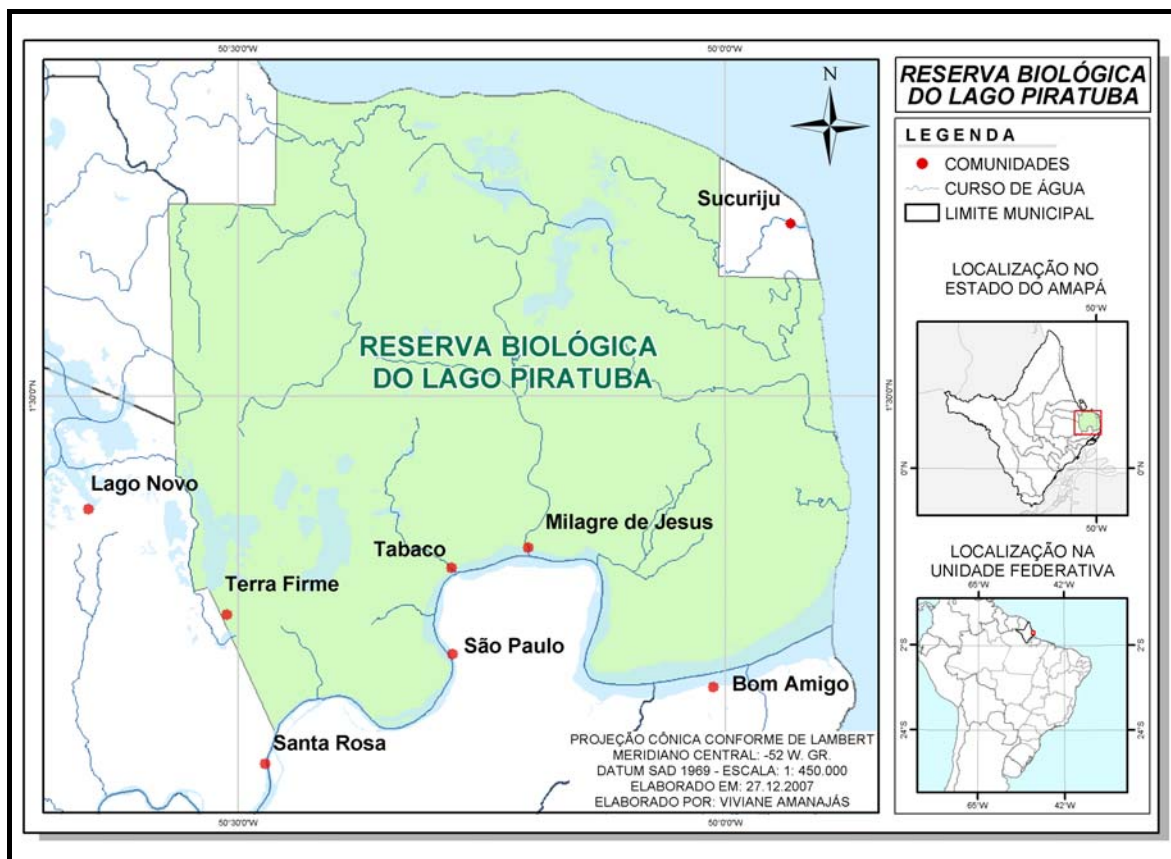 50°30'0"W
50°0'0"W
N
Sucuriju
RESERVA BIOLÓGICA
DO LAGO PIRATUBA
1°30'0"N
1°30'0"N
Lago Novo
Milagre de Jesus
Tabaco
Terra Firme
São Paulo
Bom Amigo
Santa Rosa
PROJEÇÃO CÔNICA CONFORME DE LAMBERT
MERIDIANO CENTRAL: -52 W. GR.
DATUM SAD 1969 - ESCALA: 1: 450.000
ELABORADO EM: 27.12.2007
ELABORADO POR: VIVIANE AMANAJÁS
50°30'0"W
50°0'0"W
RESERVA BIOLÓGICA
DO LAGO PIRATUBA
LEGENDA
COMUNIDADES
CURSO DE ÁGUA
LIMITE MUNICIPAL
LOCALIZAÇÃO NO
ESTADO DO AMAPÁ
50°W
0°N
0°N
50°W
LOCALIZAÇÃO NA
UNIDADE FEDERATIVA
65°W
42°W
2°S
2°S
24°S
24°S
65°W
42°W